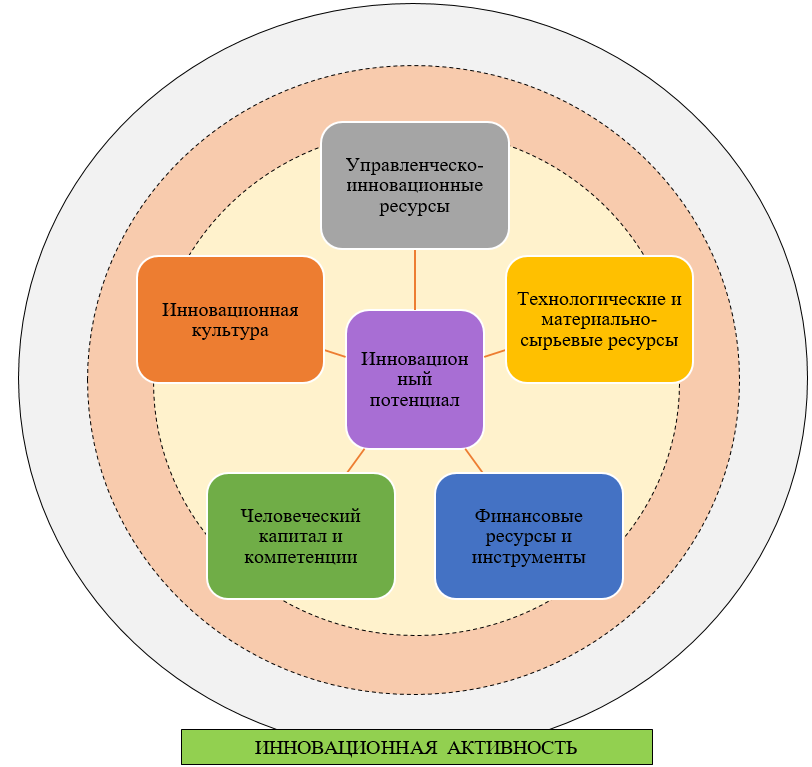 Управленческо-
инновационные
ресурсы
Инновационная
культура
Технологические и
материально-
сырьевые ресурсы
Инновацион
ный
потенциал
Человеческий
капитал и
компетенции
Финансовые
ресурсы и
инструменты
ИННОВАЦИОННАЯ АКТИВНОСТЬ